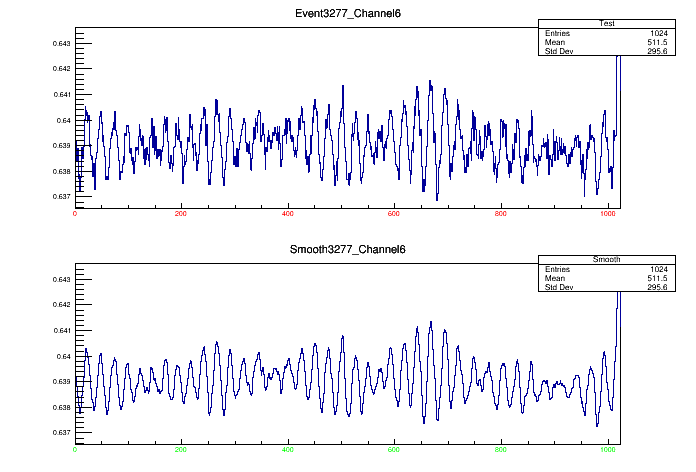 Event3277_Channel6
Test
Entries 1024
Mean 511.5
Std Dev 295.6
0.643
0.642
0.641
0.64
0.639
0.638
0.637
0 200 400 600 800 1000
Smooth3277_Channel6
Smooth
Entries 1024
Mean 511.5
Std Dev 295.6
0.643
0.642
0.641
0.64
0.639
0.638
0.637
0 200 400 600 800 1000